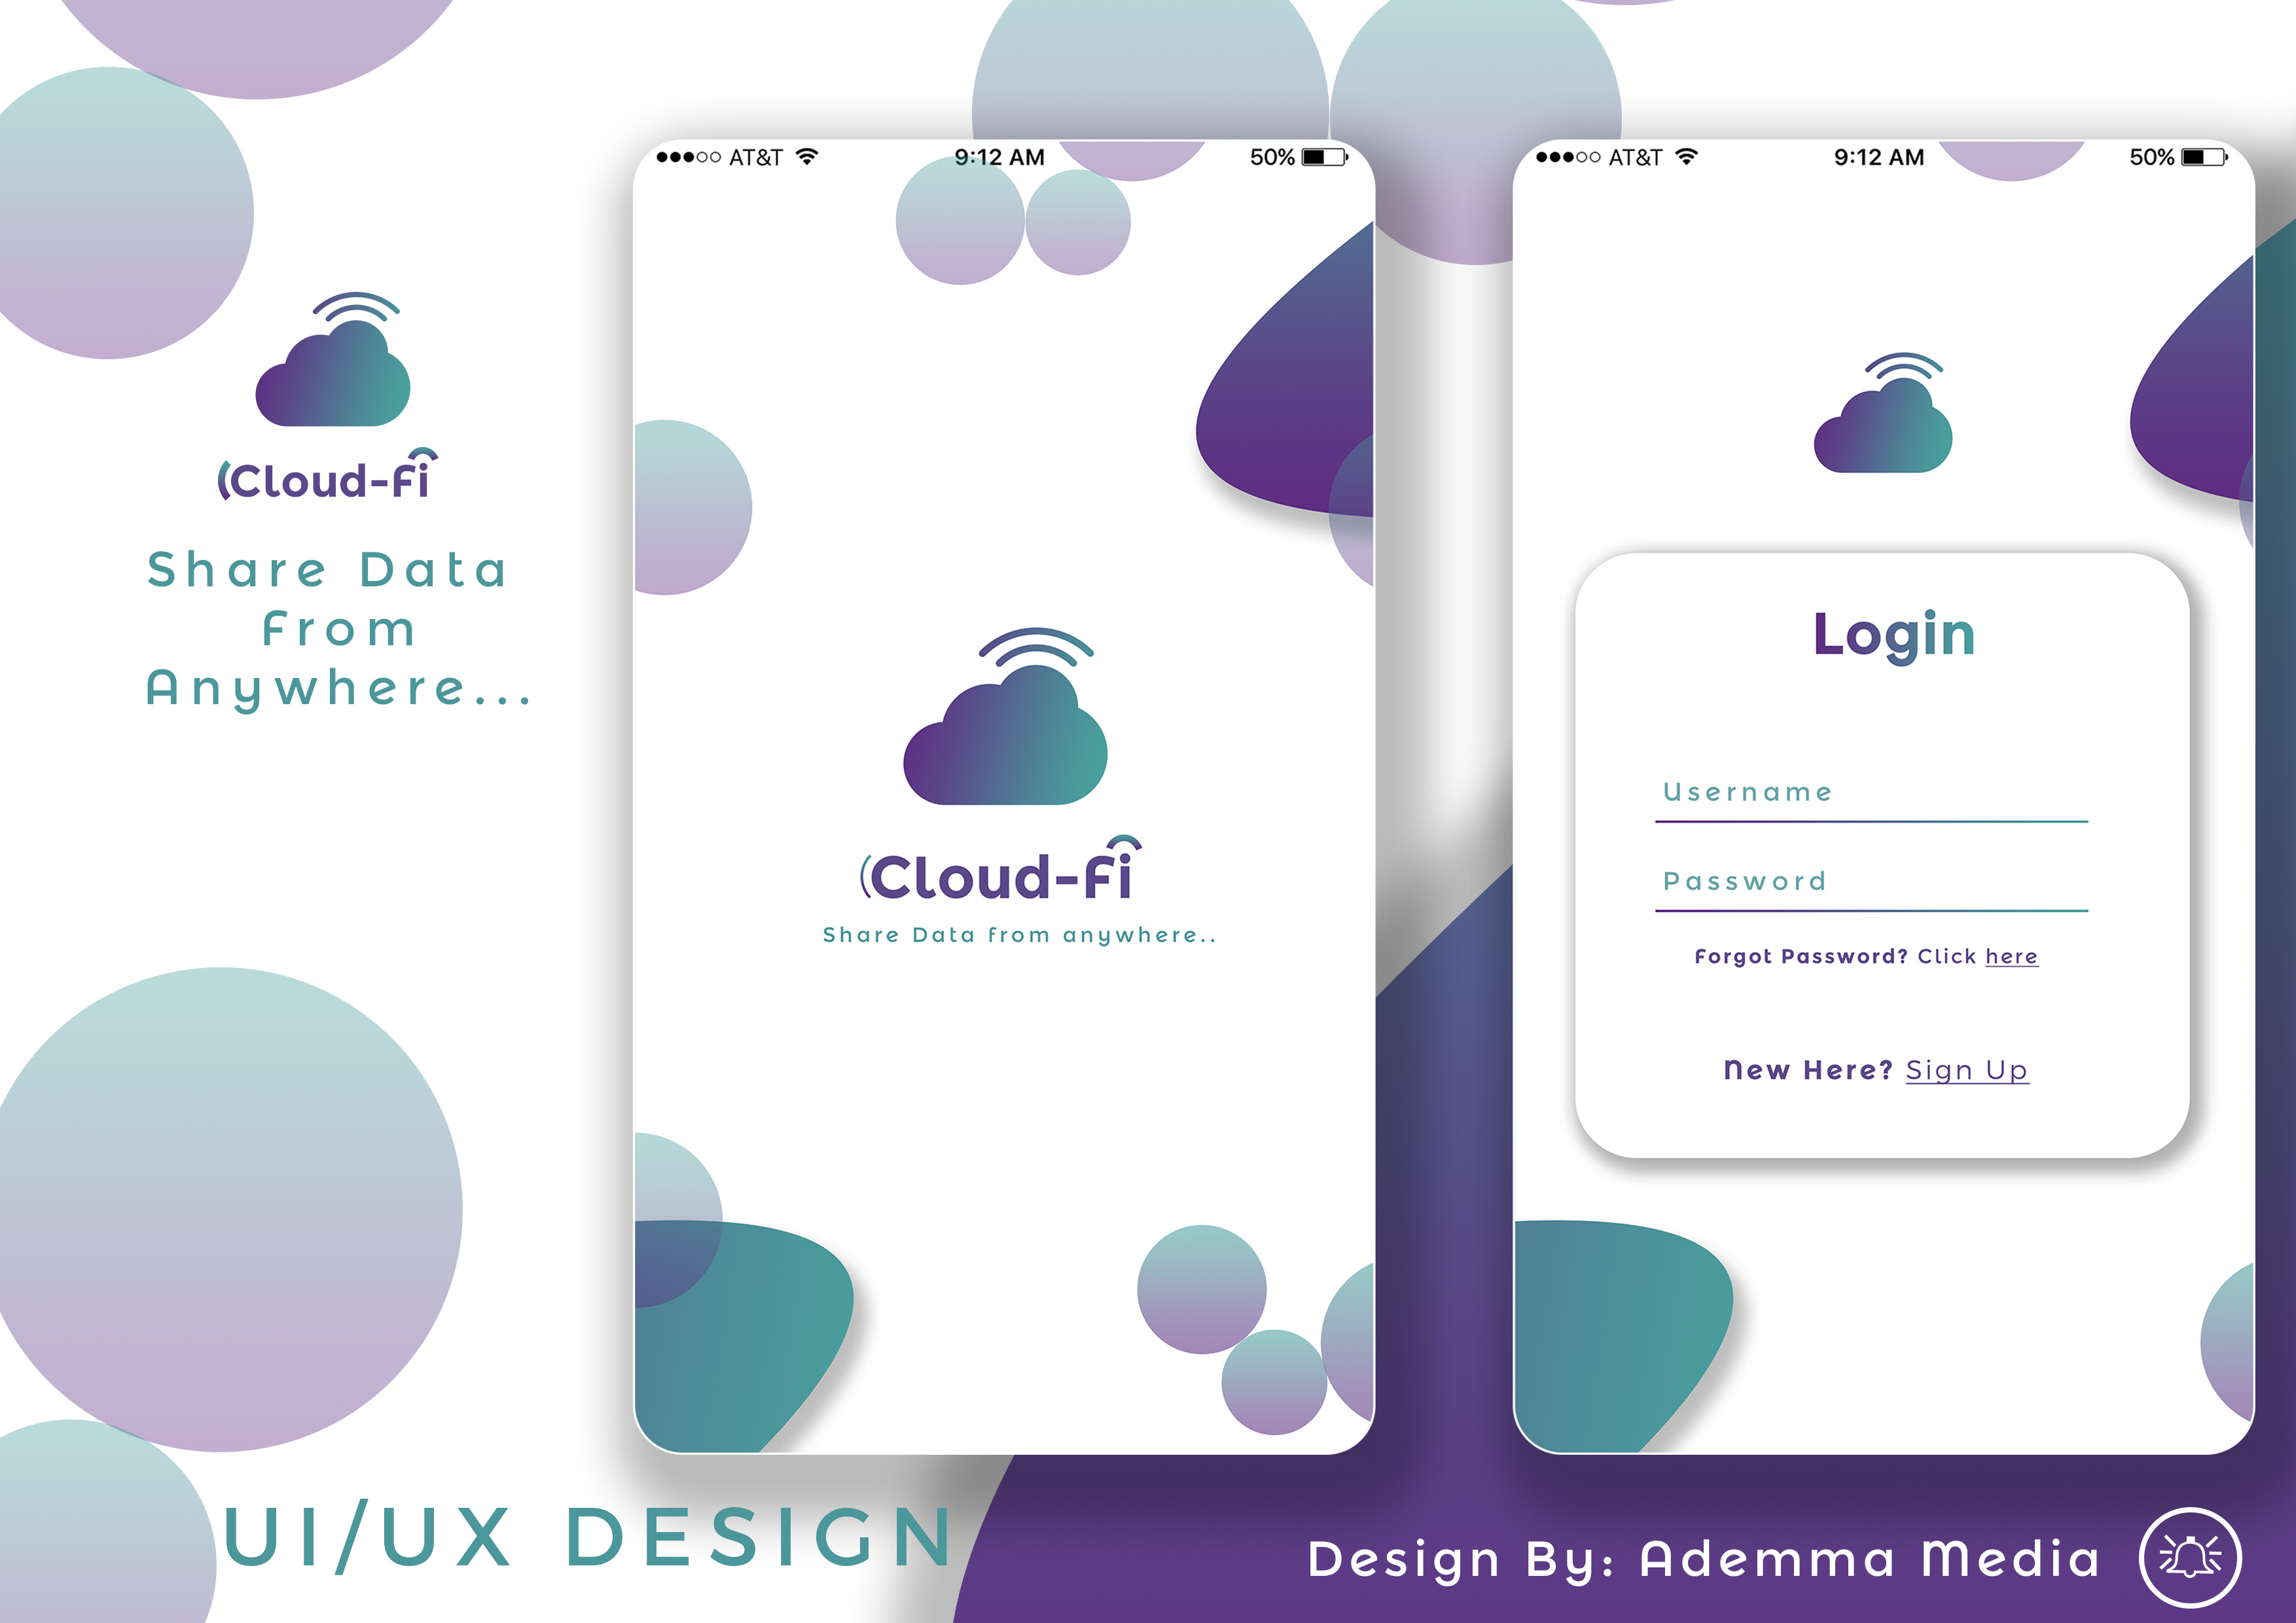 Cloud-Fi
Share Data
from
Anywhere...
AT&T 9:12 AM 50%
Cloud-Fi
Share Data from anywhere..
AT&T 9:12 AM 50%
Login
Username
Password
Forgot Password? Click here
New Here? Sign Up
UI/UX DESIGN
Design By: Ademma Media